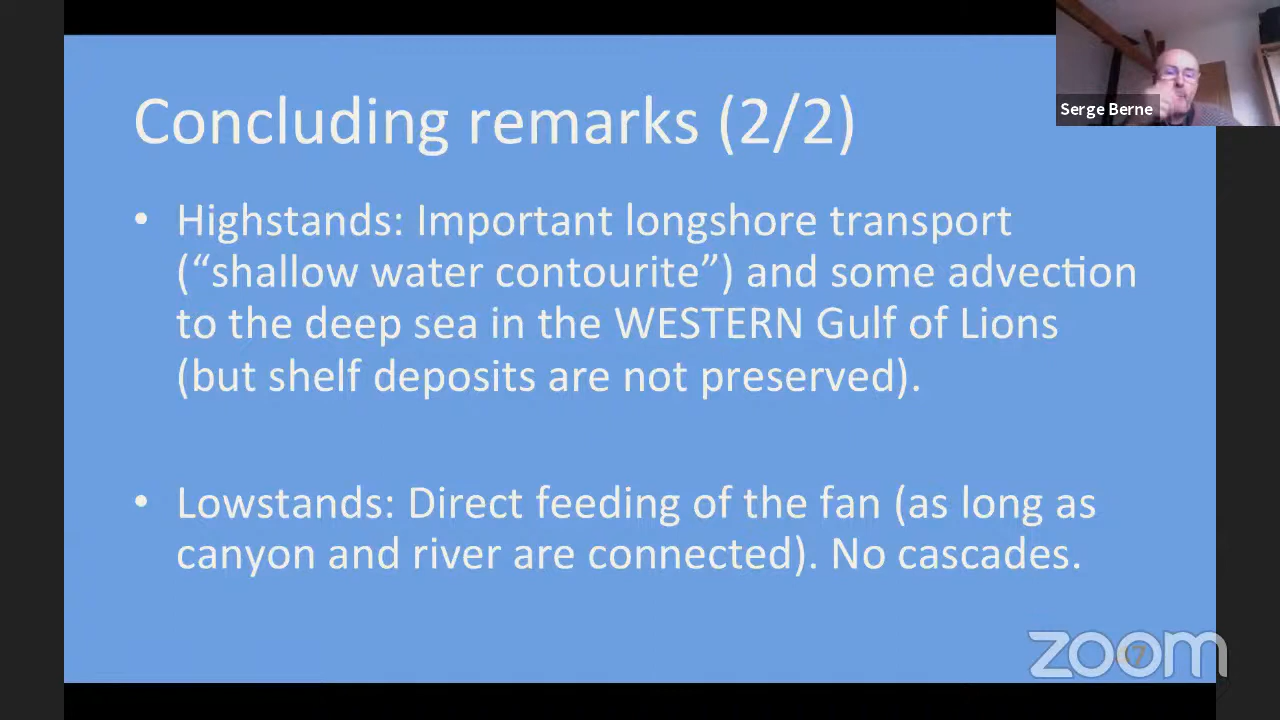 Concluding remarks (2/2)
Serge Berne
• Highstands: Important longshore transport
(“shallow water contourite”) and some advection
to the deep sea in the WESTERN Gulf of Lions
(but shelf deposits are not preserved).
• Lowstands: Direct feeding of the fan (as long as
canyon and river are connected). No cascades.
zoom